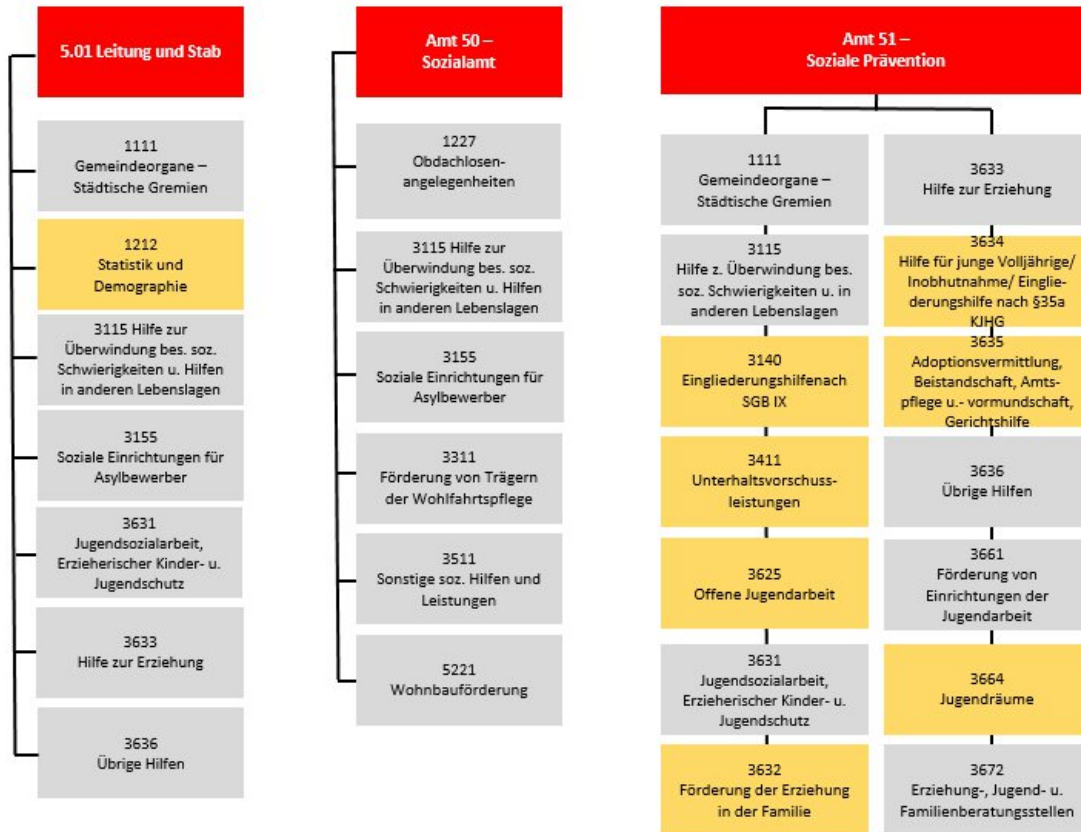 5.01 Leitung und Stab
1111
Gemeindeorgane –
Städtische Gremien
1212
Statistik und
Demographie
3115 Hilfe zur
Überwindung bes. soz.
Schwierigkeiten u. Hilfen
in anderen Lebenslagen
3155
Soziale Einrichtungen für
Asylbewerber
3631
Jugendsozialarbeit,
Erzieherischer Kinder- u.
Jugendschutz
3633
Hilfe zur Erziehung
3636
Übrige Hilfen
Amt 50 –
Sozialamt
1227
Obdachlosen-
angelegenheiten
3115 Hilfe zur
Überwindung bes. soz.
Schwierigkeiten u. Hilfen
in anderen Lebenslagen
3155
Soziale Einrichtungen für
Asylbewerber
3311
Förderung von Trägern
der Wohlfahrtspflege
3511
Sonstige soz. Hilfen und
Leistungen
5221
Wohnbauförderung
Amt 51 –
Soziale Prävention
1111
Gemeindeorgane –
Städtische Gremien
3115
Hilfe z. Überwindung bes.
soz. Schwierigkeiten u. in
anderen Lebenslagen
3140
Eingliederungshilfenach
SGB IX
3411
Unterhaltsvorschuss-
leistungen
3625
Offene Jugendarbeit
3631
Jugendsozialarbeit,
Erzieherischer Kinder- u.
Jugendschutz
3632
Förderung der Erziehung
in der Familie
3633
Hilfe zur Erziehung
3634
Hilfe für junge Volljährige/
Inobhutnahme/ Einglie-
derungshilfe nach §35a
KJHG
3635
Adoptionsvermittlung,
Beistandschaft, Amts-
pflege u.- vormundschaft,
Gerichtshilfe
3636
Übrige Hilfen
3661
Förderung von
Einrichtungen der
Jugendarbeit
3664
Jugendräume
3672
Erziehung-, Jugend- u.
Familienberatungsstellen